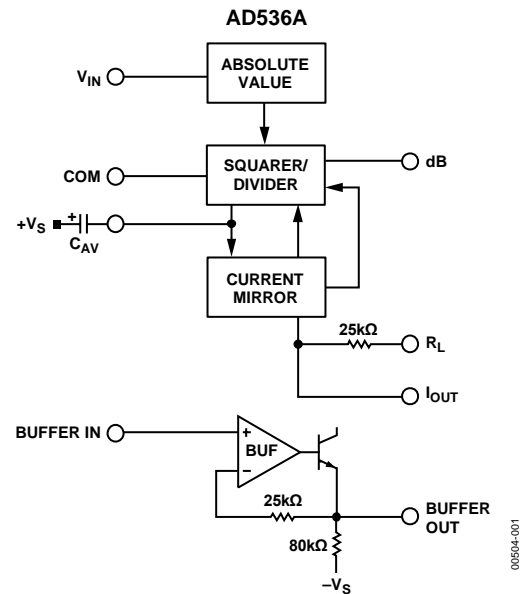 AD536A
ABSOLUTE
VALUE
V_IN
SQUARER/
DIVIDER
COM
dB
+V_S
+
C_AV
CURRENT
MIRROR
25kΩ
R_L
I_OUT
BUFFER IN
+
BUF
−
25kΩ
BUFFER
OUT
80kΩ
−V_S
00504-001